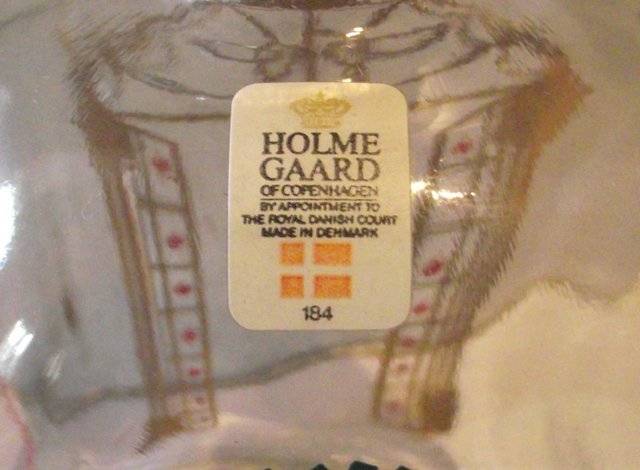 HOLME
GAARD
OF COPENHAGEN
BY APPOINTMENT TO
THE ROYAL DANISH COURT
MADE IN DENMARK
184